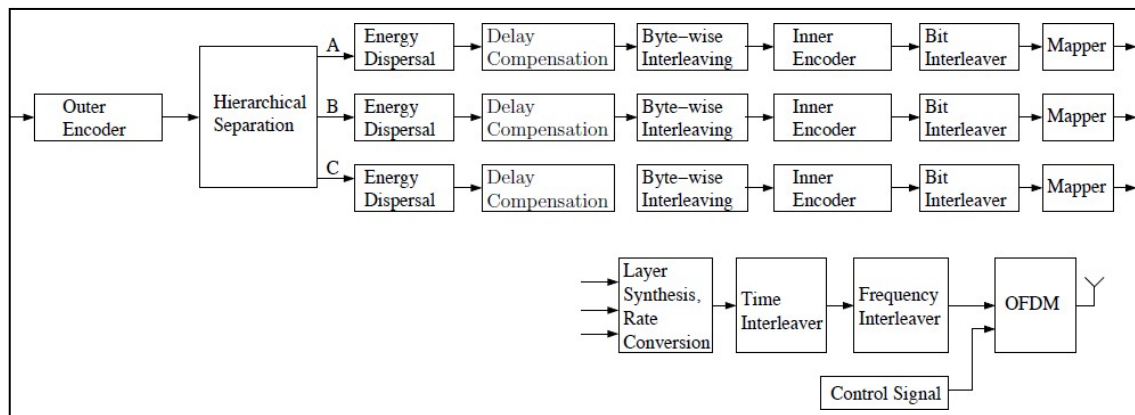 A
Energy
Dispersal
Delay
Compensation
Byte–wise
Interleaving
Inner
Encoder
Bit
Interleaver
Mapper
Outer
Encoder
Hierarchical
Separation
B
Energy
Dispersal
Delay
Compensation
Byte–wise
Interleaving
Inner
Encoder
Bit
Interleaver
Mapper
C
Energy
Dispersal
Delay
Compensation
Byte–wise
Interleaving
Inner
Encoder
Bit
Interleaver
Mapper
Layer
Synthesis,
Rate
Conversion
Time
Interleaver
Frequency
Interleaver
OFDM
Control Signal